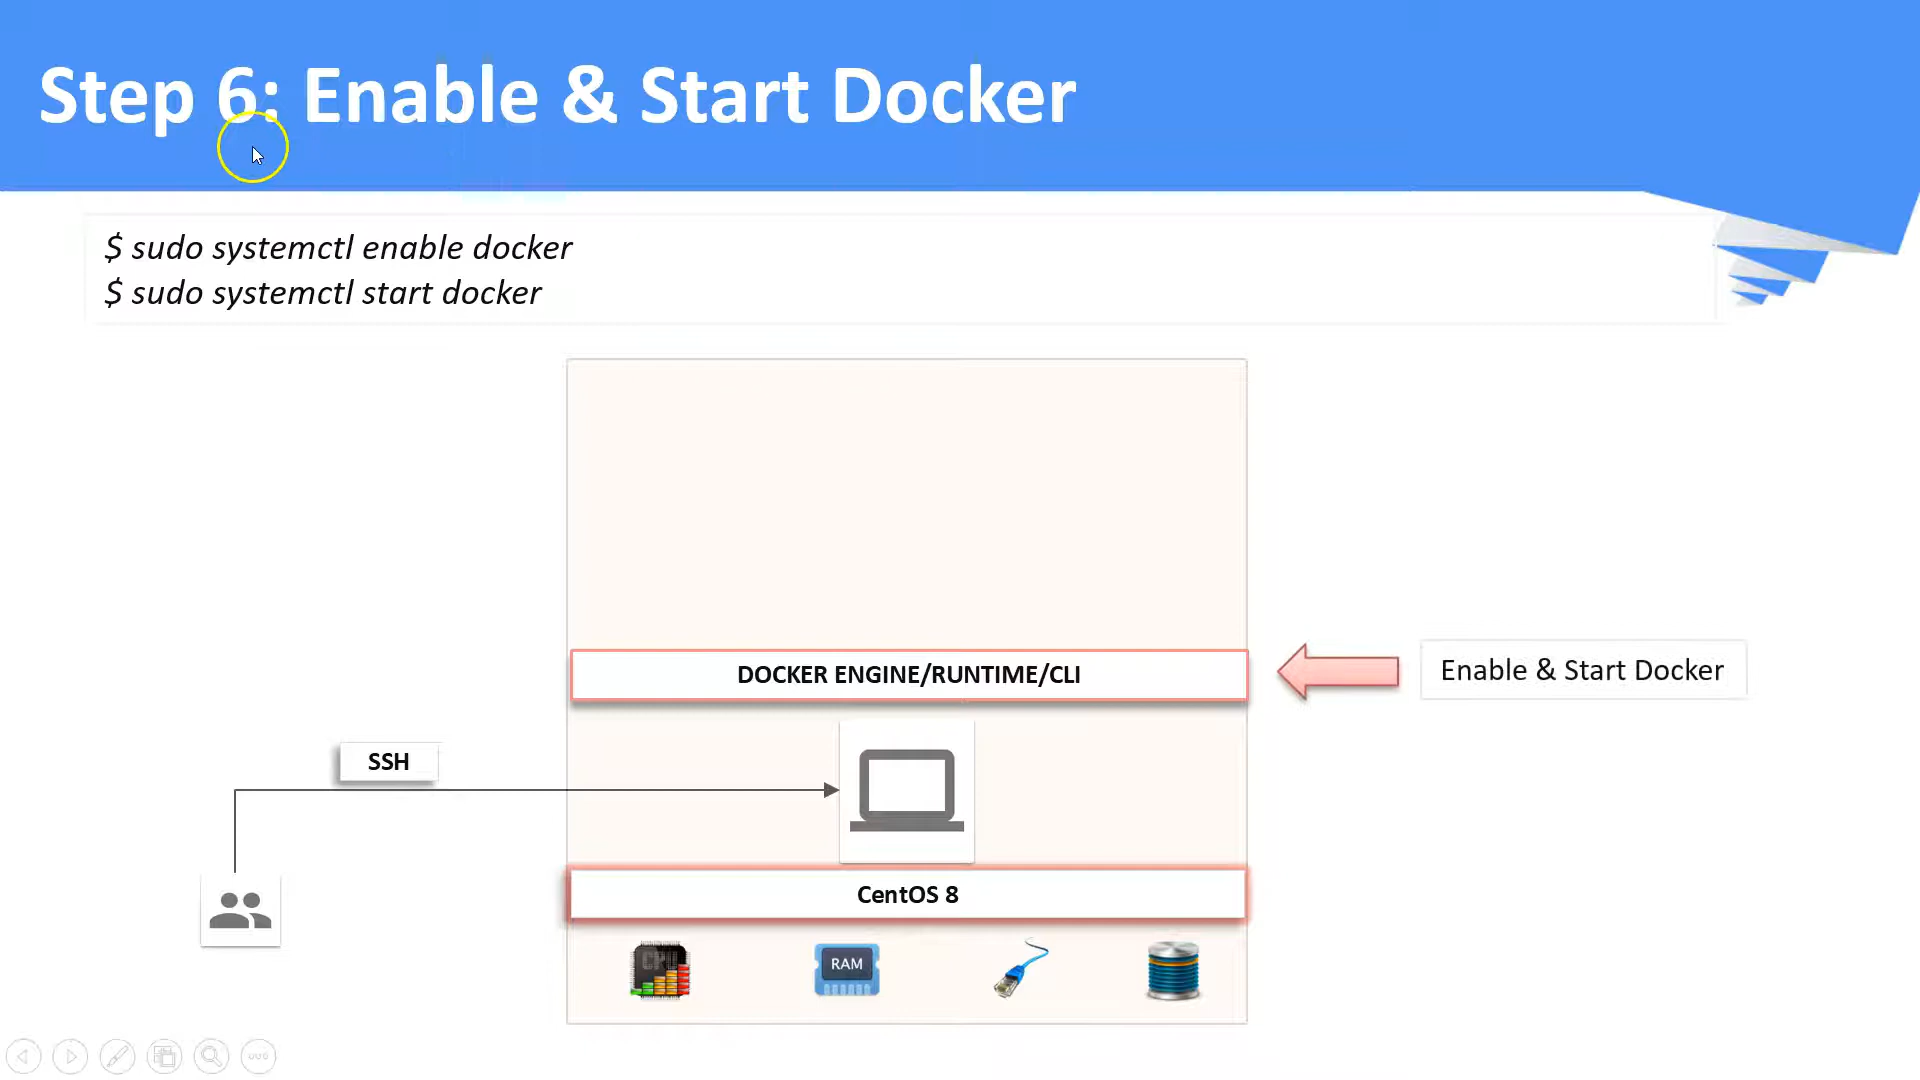 Step 6: Enable & Start Docker
$ sudo systemctl enable docker
$ sudo systemctl start docker
DOCKER ENGINE/RUNTIME/CLI
Enable & Start Docker
SSH
CentOS 8
CPU
RAM